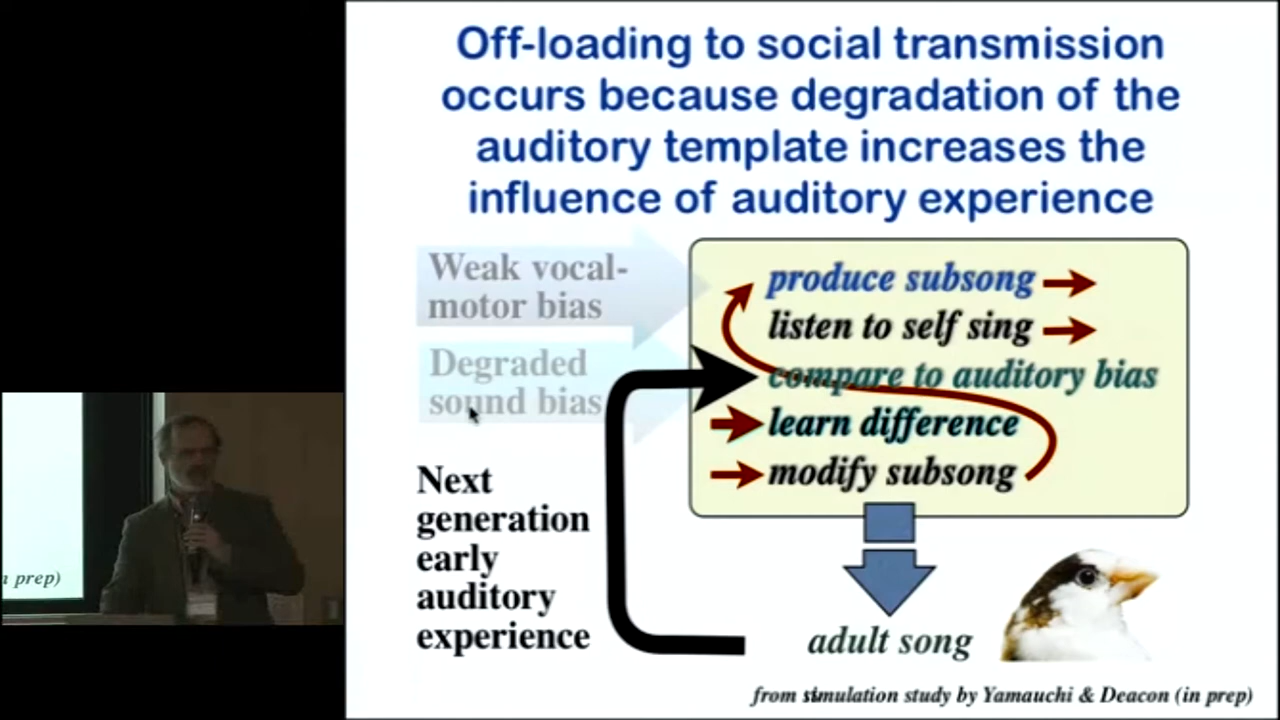 Off-loading to social transmission
occurs because degradation of the
auditory template increases the
influence of auditory experience
Weak vocal-
motor bias
Degraded
sound bias
produce subsong
listen to self sing
compare to auditory bias
learn difference
modify subsong
Next
generation
early
auditory
experience
adult song
from simulation study by Yamauchi & Deacon (in prep)
n prep)